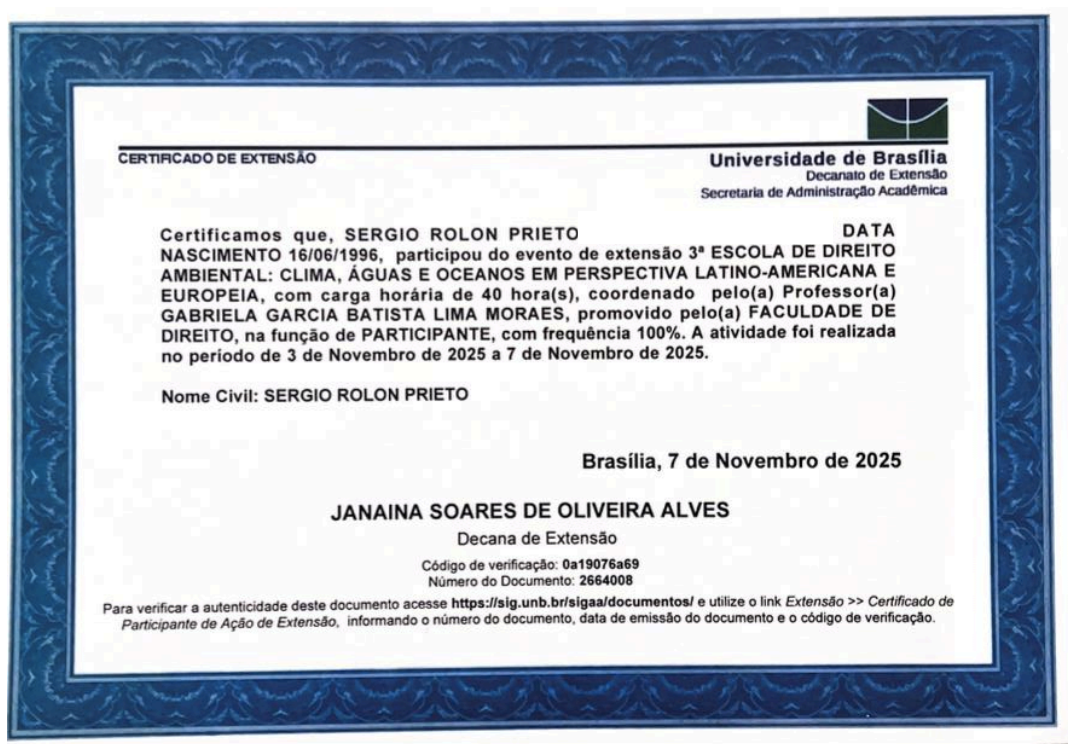 CERTIFICADO DE EXTENSÃO
Universidade de Brasília
Decanato de Extensão
Secretaria de Administração Acadêmica
Certificamos que, SERGIO ROLON PRIETO DATA
NASCIMENTO 16/06/1996, participou do evento de extensão 3ª ESCOLA DE DIREITO
AMBIENTAL: CLIMA, ÁGUAS E OCEANOS EM PERSPECTIVA LATINO-AMERICANA E
EUROPEIA, com carga horária de 40 hora(s), coordenado pelo(a) Professor(a)
GABRIELA GARCIA BATISTA LIMA MORAES, promovido pelo(a) FACULDADE DE
DIREITO, na função de PARTICIPANTE, com frequência 100%. A atividade foi realizada
no período de 3 de Novembro de 2025 a 7 de Novembro de 2025.
Nome Civil: SERGIO ROLON PRIETO
Brasília, 7 de Novembro de 2025
JANAINA SOARES DE OLIVEIRA ALVES
Decana de Extensão
Código de verificação: 0a19076a69
Número do Documento: 2664008
Para verificar a autenticidade deste documento acesse https://sig.unb.br/sigaa/documentos/ e utilize o link Extensão >> Certificado de
Participante de Ação de Extensão, informando o número do documento, data de emissão do documento e o código de verificação.